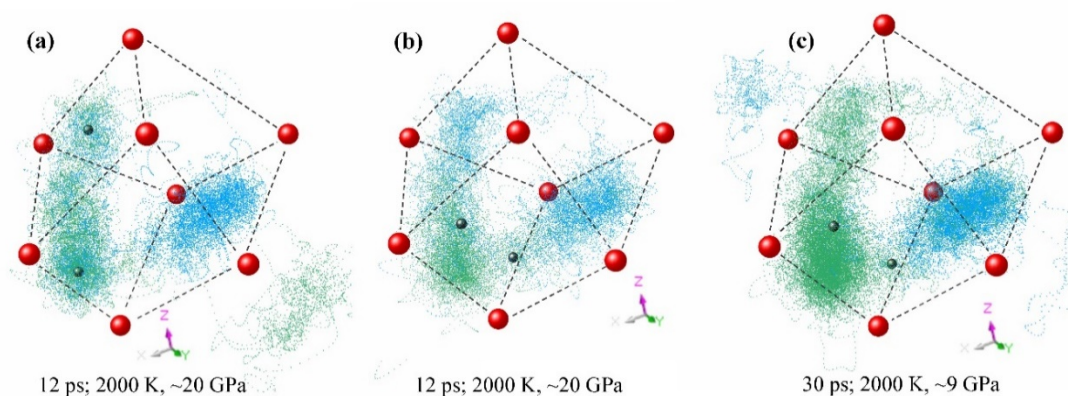 (a)
(b)
(c)
Z
X
Y
Z
X
Y
Z
X
Y
12 ps; 2000 K, ~20 GPa
12 ps; 2000 K, ~20 GPa
30 ps; 2000 K, ~9 GPa